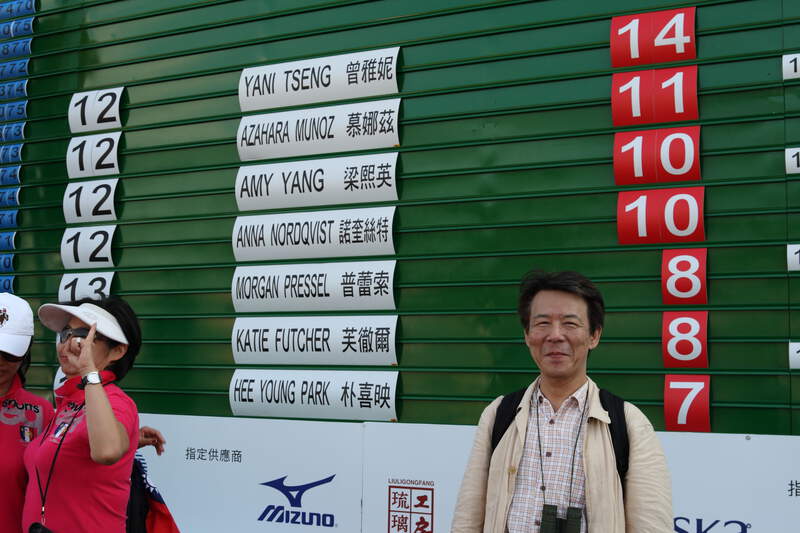 12 YANI TSENG 曾雅妮 14
12 AZAHARA MUNOZ 慕娜茲 11
12 AMY YANG 梁熙英 10
12 ANNA NORDQVIST 諾奎絲特 10
13 MORGAN PRESSEL 普蕾索 8
KATIE FUTCHER 芙徹爾 8
HEE YOUNG PARK 朴喜映 7
指定供應商
MIZUNO
LIULIGONGFANG
琉璃工房
指